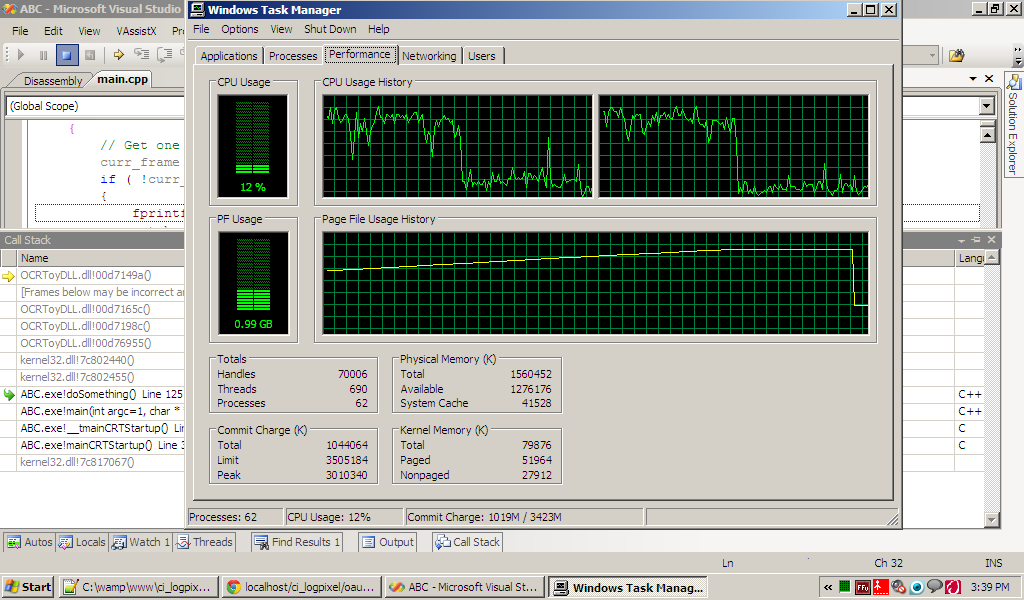 ABC - Microsoft Visual Studio
Windows Task Manager
File Edit View VAssistX
File Options View Shut Down Help
Applications Processes Performance Networking Users
Disassembly main.cpp
(Global Scope)
CPU Usage
12 %
CPU Usage History
{
// Get one
curr_frame
if ( !curr_
{
fprintf
PF Usage
0.99 GB
Page File Usage History
Solution Explorer
Call Stack
Name
Lang
OCRToyDLL.dll!00d7149a()
[Frames below may be incorrect an
OCRToyDLL.dll!00d7165c()
OCRToyDLL.dll!00d7198c()
OCRToyDLL.dll!00d76955()
kernel32.dll!7c802440()
kernel32.dll!7c802455()
ABC.exe!doSomething() Line 125
C++
ABC.exe!main(int argc=1, char *
C++
ABC.exe!__tmainCRTStartup() Lin
C
ABC.exe!mainCRTStartup() Line 3
C
kernel32.dll!7c817067()
Totals
Handles 70006
Threads 690
Processes 62
Physical Memory (K)
Total 1560452
Available 1276176
System Cache 41528
Commit Charge (K)
Total 1044064
Limit 3505184
Peak 3010340
Kernel Memory (K)
Total 79876
Paged 51964
Nonpaged 27912
Processes: 62 CPU Usage: 12% Commit Charge: 1019M / 3423M
Autos Locals Watch 1 Threads Find Results 1 Output Call Stack
Ln Ch 32 INS
Start C:\wamp\www\ci_logpix... localhost/ci_logpixel/oau... ABC - Microsoft Visual St... Windows Task Manag... 3:39 PM